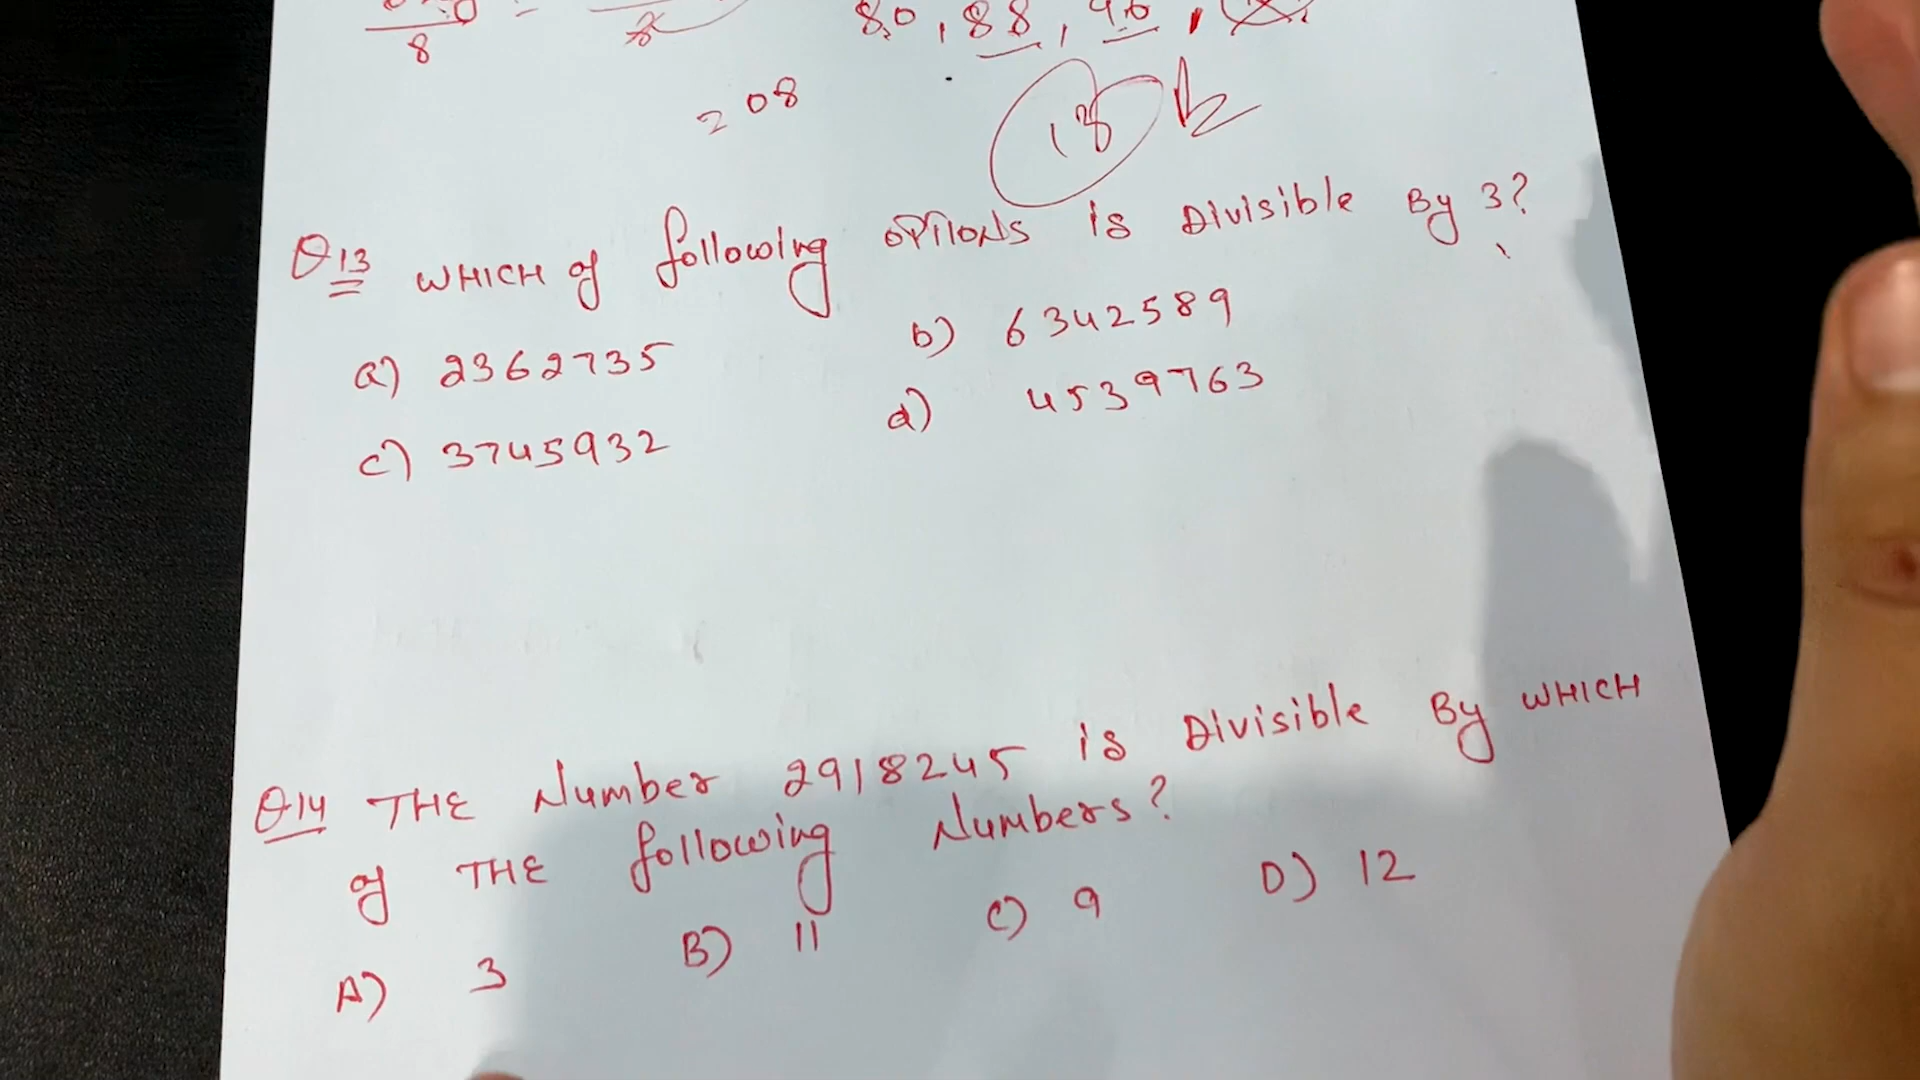 8
80, 88, 96,
208
18
Q13 WHICH of following OPTIONS is Divisible By 3?
a) 2362735 b) 6342589
c) 3745932 d) 4539763
Q14 THE Number 2918245 is Divisible By WHICH
of THE following Numbers?
A) 3 B) 11 C) 9 D) 12